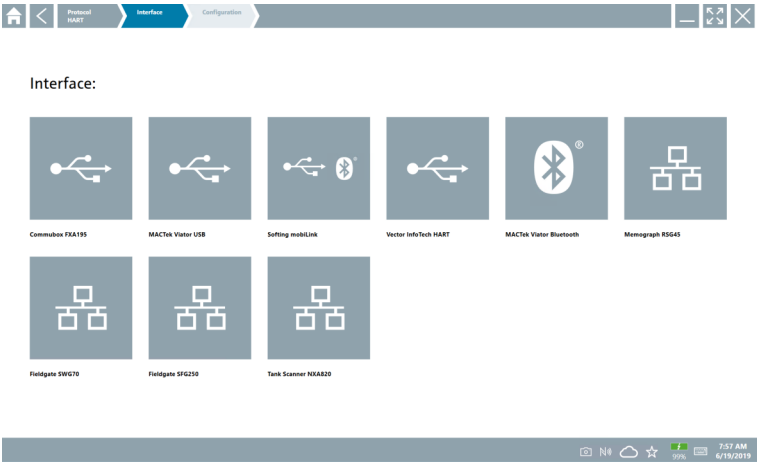 Protocol
HART
Interface
Configuration
Interface:
®
®
Commubox FXA195
MACTek Viator USB
Softing mobiLink
Vector InfoTech HART
MACTek Viator Bluetooth
Memograph RSG45
Fieldgate SWG70
Fieldgate SFG250
Tank Scanner NXA820
99%
7:57 AM
6/19/2019